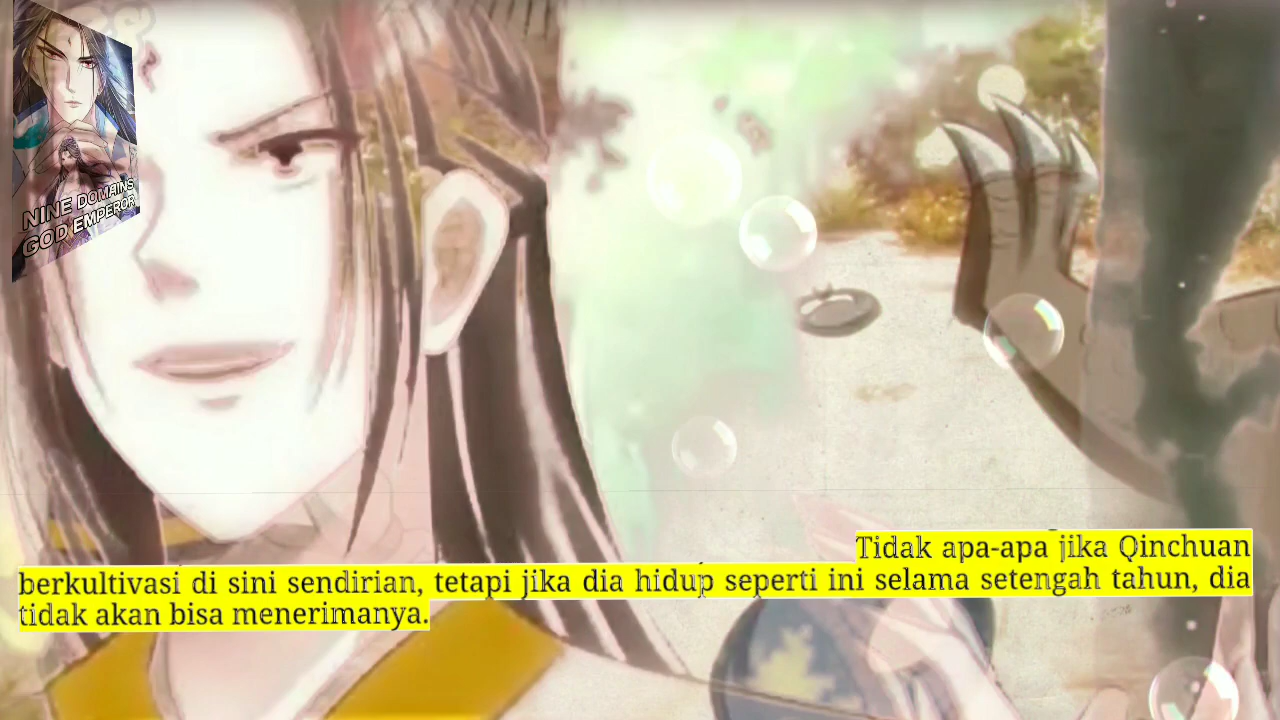 NINE DOMAINS
GOD EMPEROR
Tidak apa-apa jika Qinchuan
berkultivasi di sini sendirian, tetapi jika dia hidup seperti ini selama setengah tahun, dia
tidak akan bisa menerimanya.